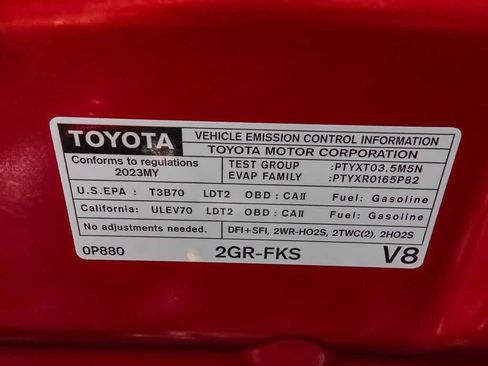 TOYOTA
VEHICLE EMISSION CONTROL INFORMATION
TOYOTA MOTOR CORPORATION
Conforms to regulations
2023MY
TEST GROUP :PTYXT03.5M5N
EVAP FAMILY :PTYXR0165P82
U.S.EPA : T3B70 LDT2 OBD : CAII Fuel: Gasoline
California: ULEV70 LDT2 OBD : CAII Fuel: Gasoline
No adjustments needed. DFI+SFI, 2WR-HO2S, 2TWC(2), 2HO2S
0P880 2GR-FKS V8